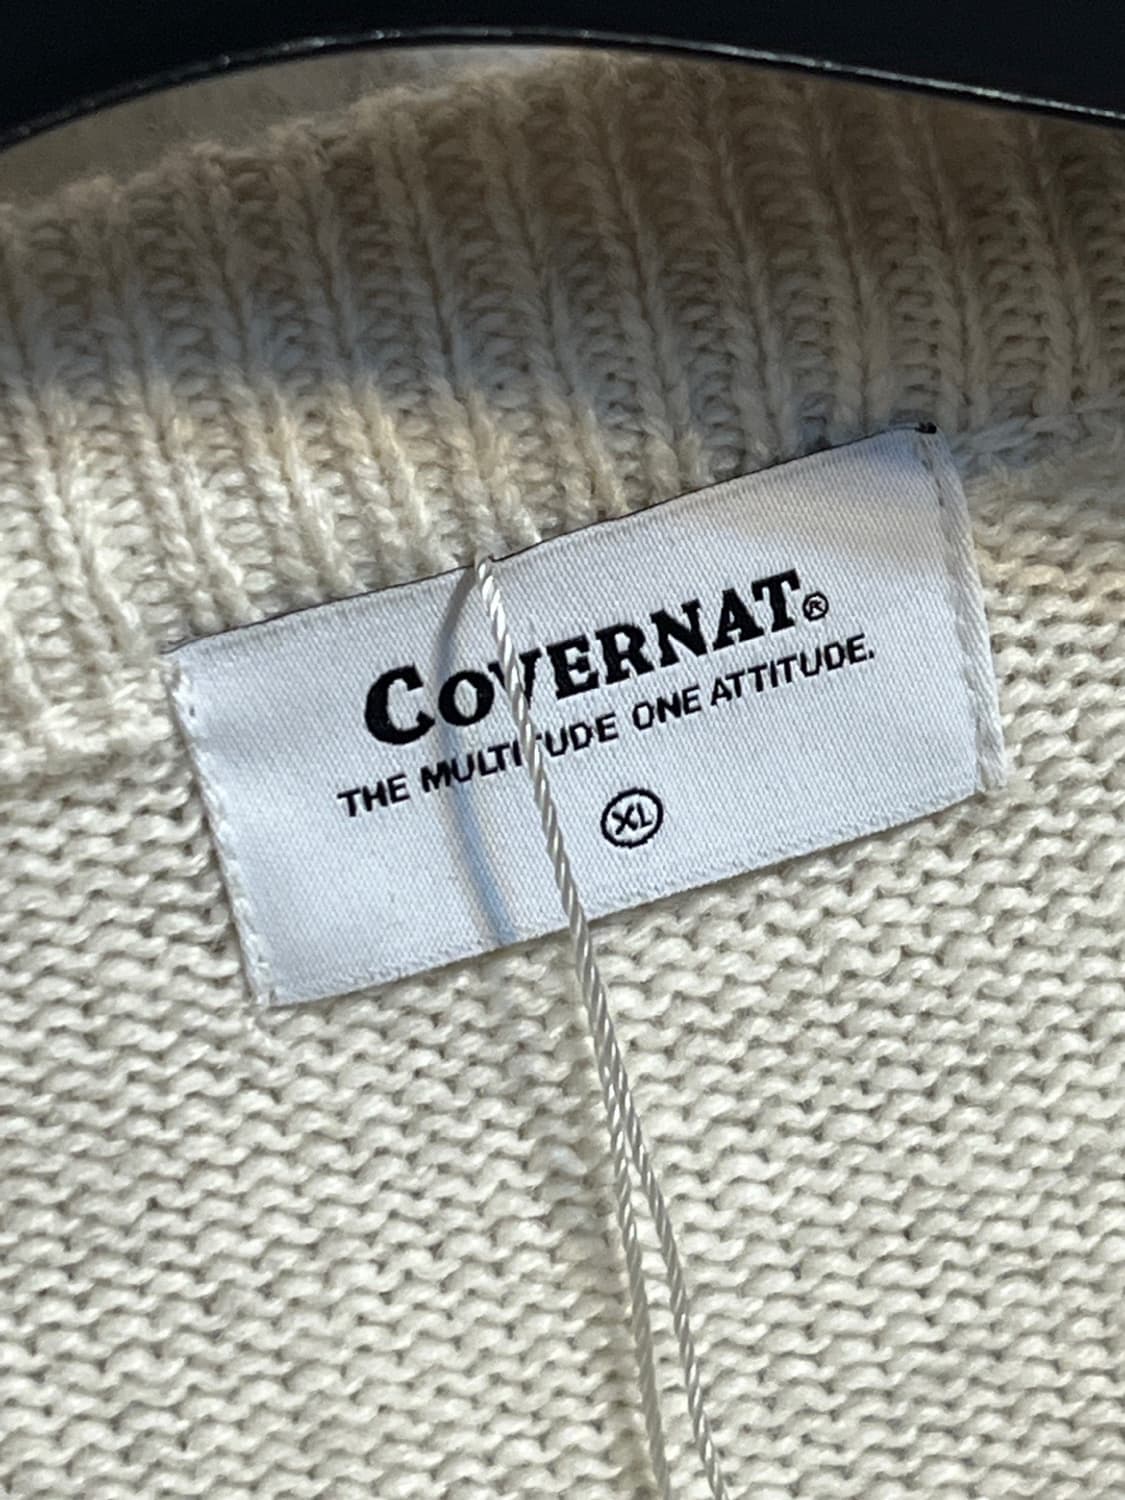 COVERNAT®
THE MULTITUDE ONE ATTITUDE.
XL